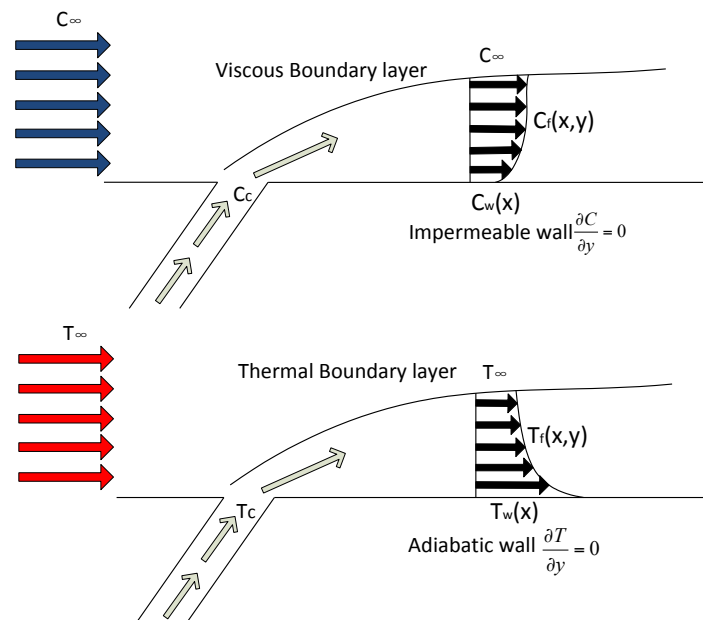 C∞
C∞
Viscous Boundary layer
Cf(x,y)
Cc
Cw(x)
Impermeable wall ∂C/∂y = 0
T∞
Thermal Boundary layer
T∞
Tf(x,y)
Tc
Tw(x)
Adiabatic wall ∂T/∂y = 0